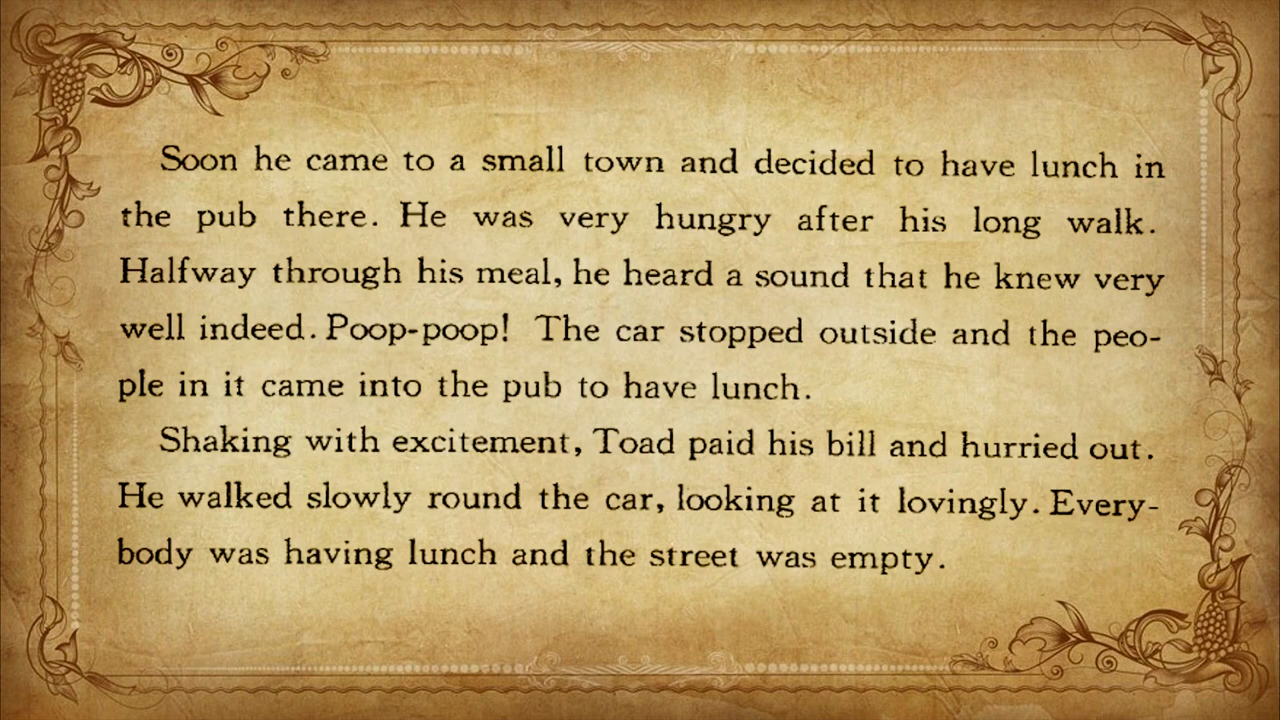 Soon he came to a small town and decided to have lunch in
the pub there. He was very hungry after his long walk.
Halfway through his meal, he heard a sound that he knew very
well indeed. Poop-poop! The car stopped outside and the peo-
ple in it came into the pub to have lunch.
Shaking with excitement, Toad paid his bill and hurried out.
He walked slowly round the car, looking at it lovingly. Every-
body was having lunch and the street was empty.